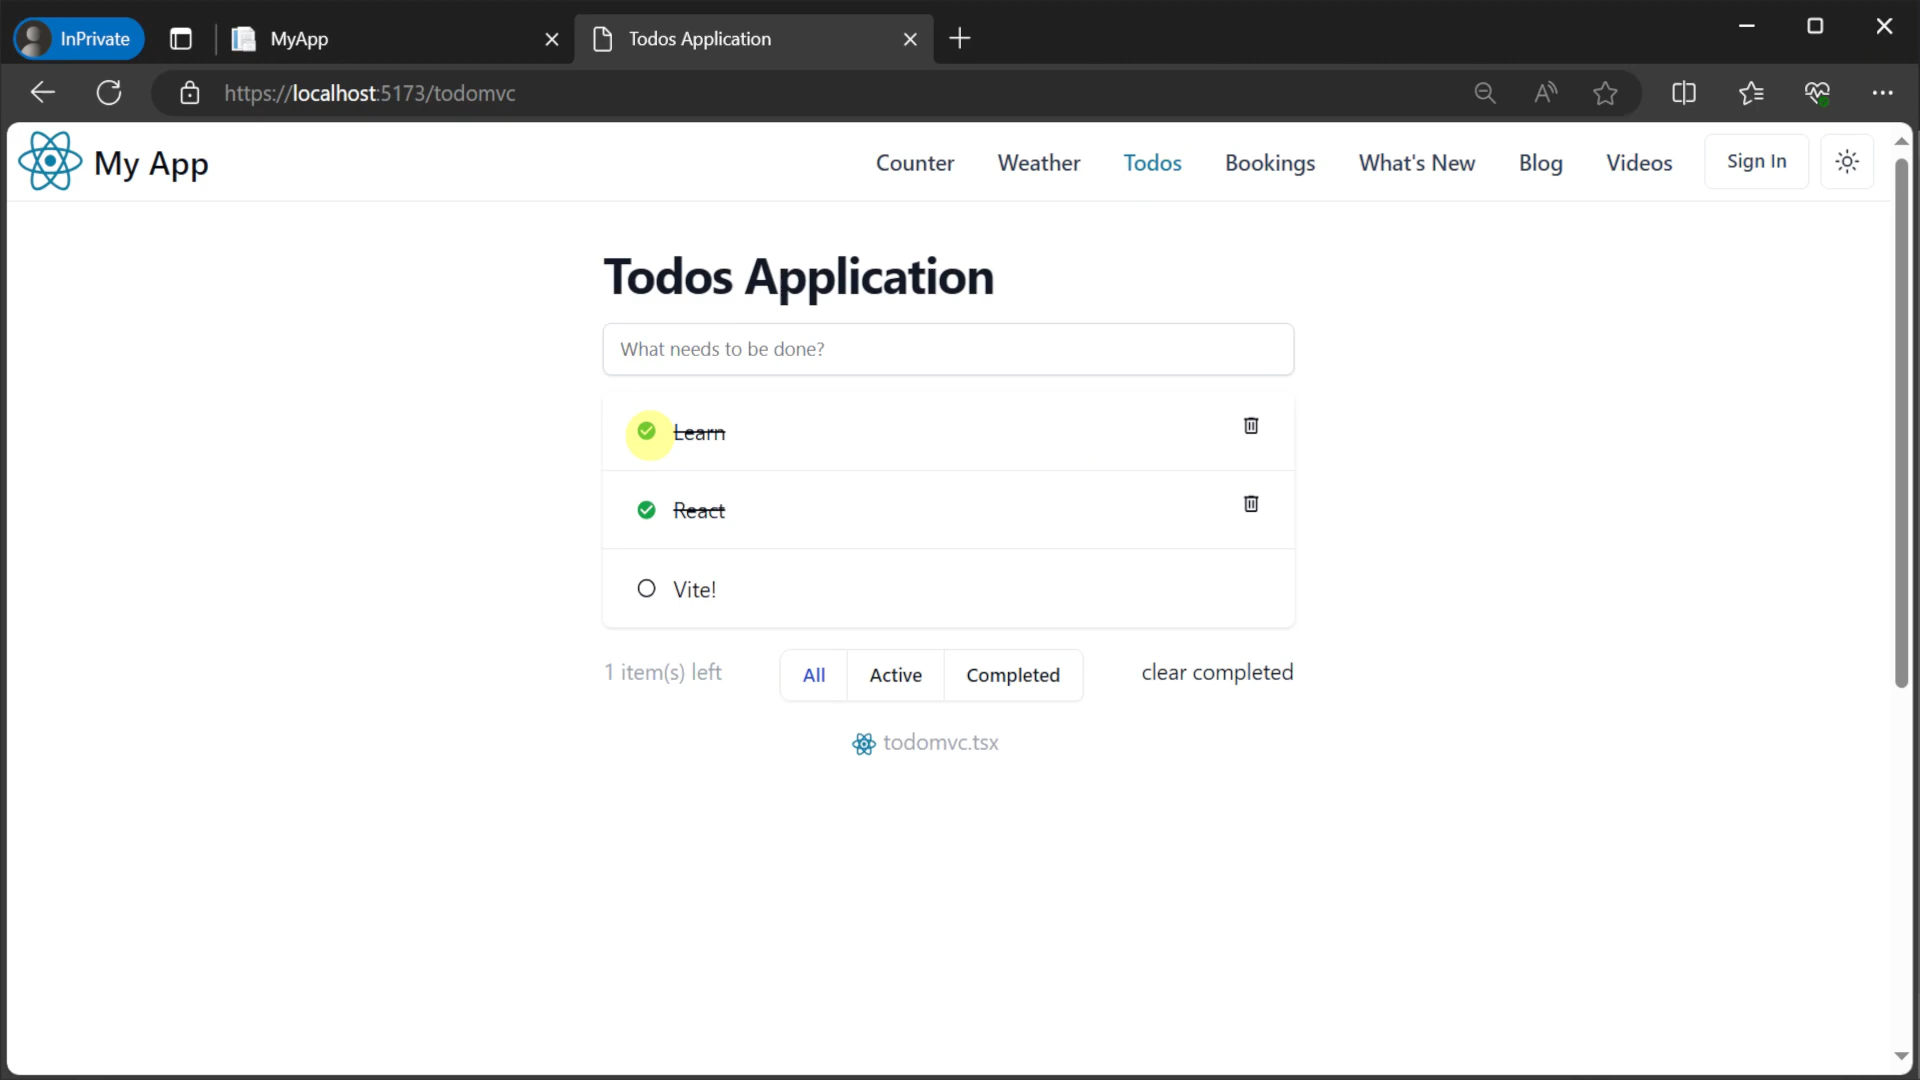 InPrivate
MyApp
Todos Application
https://localhost:5173/todomvc
My App
Counter
Weather
Todos
Bookings
What's New
Blog
Videos
Sign In
Todos Application
What needs to be done?
Learn
React
Vite!
1 item(s) left
All
Active
Completed
clear completed
todomvc.tsx